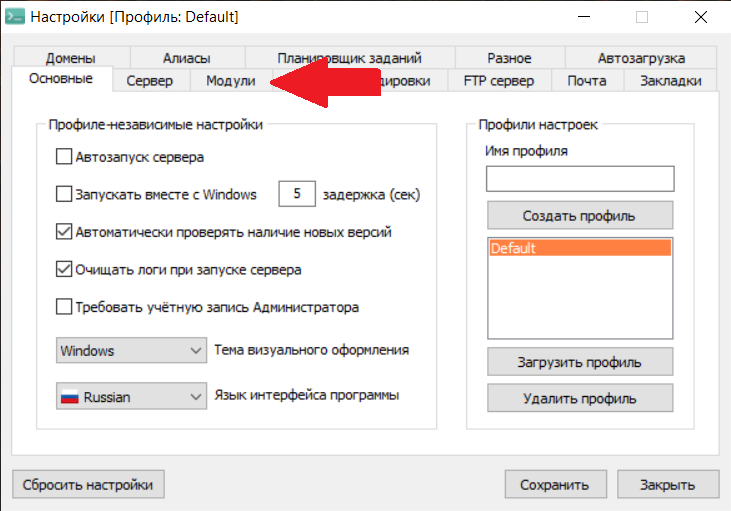 Настройки [Профиль: Default]
Домены Алиасы Планировщик заданий Разное Автозагрузка
Основные Сервер Модули FTP сервер Почта Закладки
Профиле-независимые настройки
Автозапуск сервера
Запускать вместе с Windows 5 задержка (сек)
Автоматически проверять наличие новых версий
Очищать логи при запуске сервера
Требовать учётную запись Администратора
Windows Тема визуального оформления
Russian Язык интерфейса программы
Профили настроек
Имя профиля
Создать профиль
Default
Загрузить профиль
Удалить профиль
Сбросить настройки Сохранить Закрыть